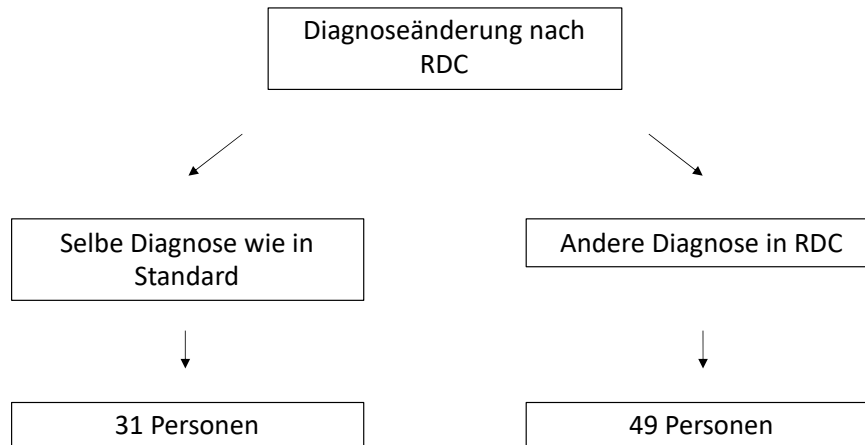 Diagnoseänderung nach
RDC
Selbe Diagnose wie in
Standard
Andere Diagnose in RDC
31 Personen
49 Personen